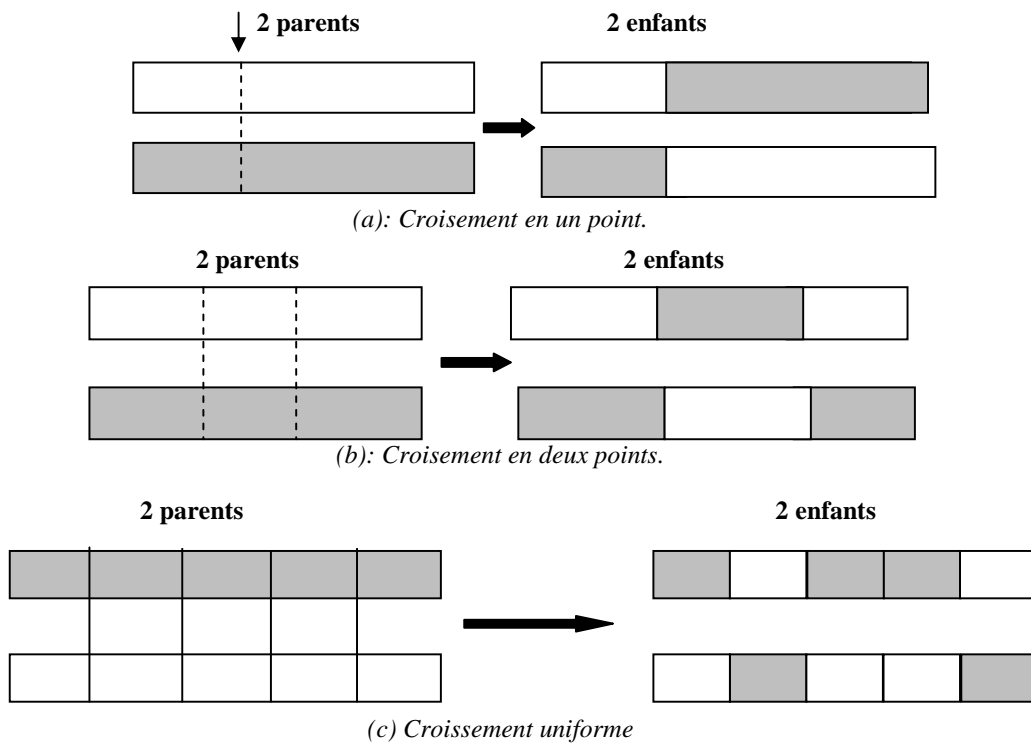 2 parents 2 enfants
(a): Croisement en un point.
2 parents 2 enfants
(b): Croisement en deux points.
2 parents 2 enfants
(c) Croissement uniforme